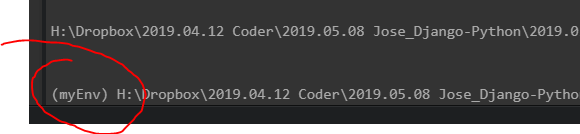 H:\Dropbox\2019.04.12 Coder\2019.05.08 Jose_Django-Python\2019.0
(myEnv) H:\Dropbox\2019.04.12 Coder\2019.05.08 Jose_Django-Pytho